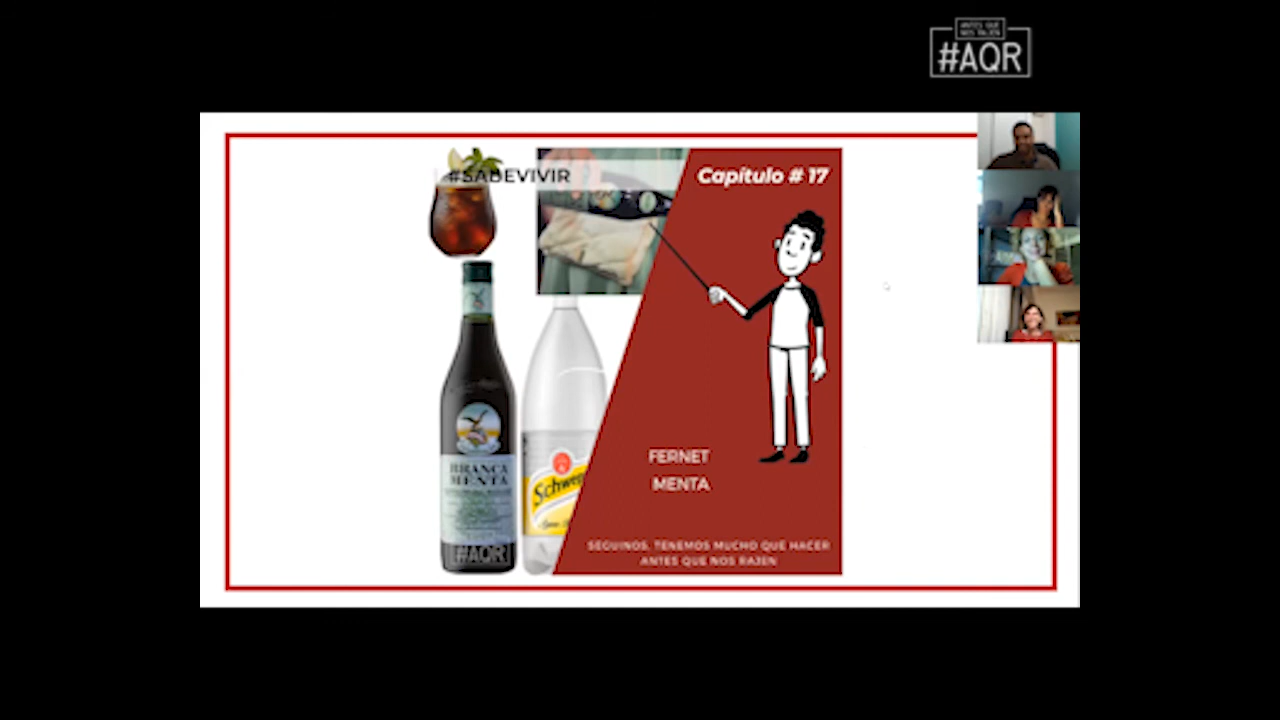 ANTES QUE
NOS RAJEN
#AQR
#SABEVIVIR
Capítulo # 17
BRANCA
MENTA
#AQR
Schwep
FERNET
MENTA
SEGUINOS. TENEMOS MUCHO QUE HACER
ANTES QUE NOS RAJEN